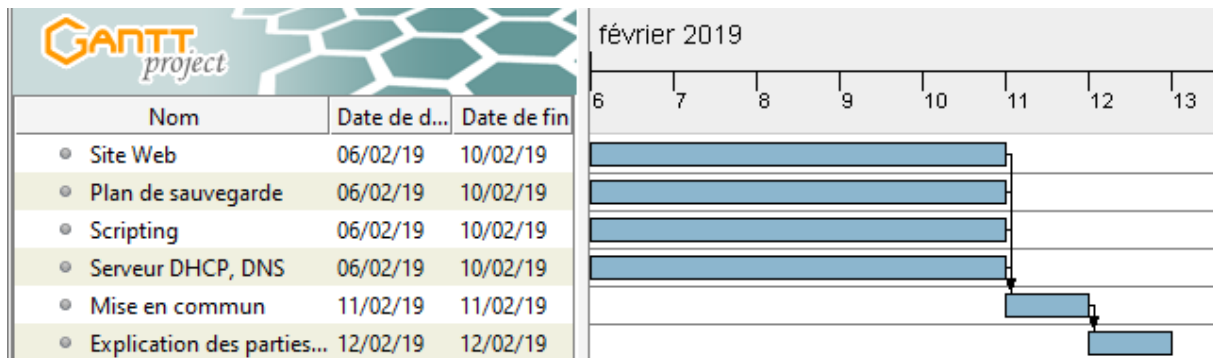 GANTT
project
février 2019
6 7 8 9 10 11 12 13
Nom Date de d... Date de fin
Site Web 06/02/19 10/02/19
Plan de sauvegarde 06/02/19 10/02/19
Scripting 06/02/19 10/02/19
Serveur DHCP, DNS 06/02/19 10/02/19
Mise en commun 11/02/19 11/02/19
Explication des parties... 12/02/19 12/02/19